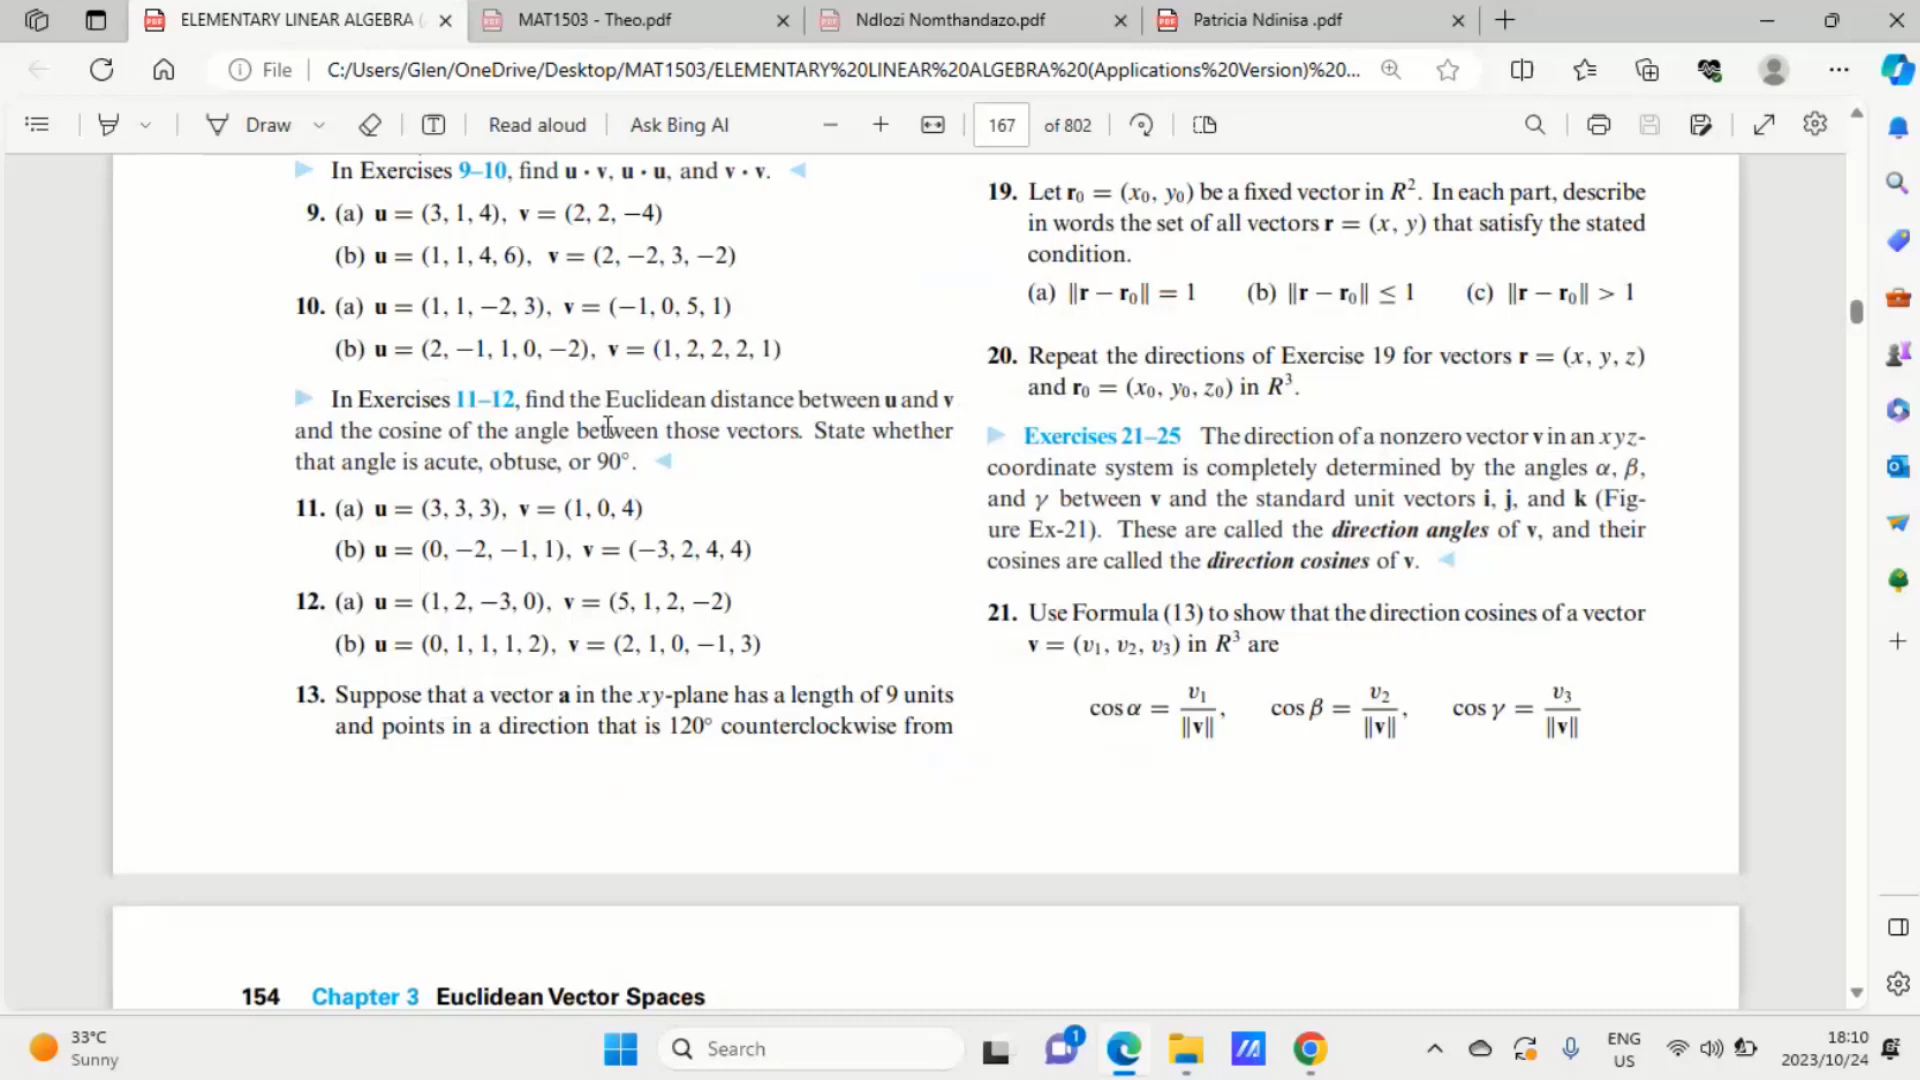 ELEMENTARY LINEAR ALGEBRA (
MAT1503 - Theo.pdf
Ndlozi Nomthandazo.pdf
Patricia Ndinisa .pdf
File
C:/Users/Glen/OneDrive/Desktop/MAT1503/ELEMENTARY%20LINEAR%20ALGEBRA%20(Applications%20Version)%20...
Draw
Read aloud
Ask Bing AI
167 of 802
In Exercises 9–10, find u · v, u · u, and v · v.
9. (a) u = (3, 1, 4), v = (2, 2, −4)
(b) u = (1, 1, 4, 6), v = (2, −2, 3, −2)
10. (a) u = (1, 1, −2, 3), v = (−1, 0, 5, 1)
(b) u = (2, −1, 1, 0, −2), v = (1, 2, 2, 2, 1)
In Exercises 11–12, find the Euclidean distance between u and v
and the cosine of the angle between those vectors. State whether
that angle is acute, obtuse, or 90°.
11. (a) u = (3, 3, 3), v = (1, 0, 4)
(b) u = (0, −2, −1, 1), v = (−3, 2, 4, 4)
12. (a) u = (1, 2, −3, 0), v = (5, 1, 2, −2)
(b) u = (0, 1, 1, 1, 2), v = (2, 1, 0, −1, 3)
13. Suppose that a vector a in the xy-plane has a length of 9 units
and points in a direction that is 120° counterclockwise from
19. Let r₀ = (x₀, y₀) be a fixed vector in R². In each part, describe
in words the set of all vectors r = (x, y) that satisfy the stated
condition.
(a) ‖r − r₀‖ = 1 (b) ‖r − r₀‖ ≤ 1 (c) ‖r − r₀‖ > 1
20. Repeat the directions of Exercise 19 for vectors r = (x, y, z)
and r₀ = (x₀, y₀, z₀) in R³.
Exercises 21–25 The direction of a nonzero vector v in an xyz-
coordinate system is completely determined by the angles α, β,
and γ between v and the standard unit vectors i, j, and k (Fig-
ure Ex-21). These are called the direction angles of v, and their
cosines are called the direction cosines of v.
21. Use Formula (13) to show that the direction cosines of a vector
v = (v₁, v₂, v₃) in R³ are
cos α = v₁/‖v‖, cos β = v₂/‖v‖, cos γ = v₃/‖v‖
154 Chapter 3 Euclidean Vector Spaces
33°C
Sunny
Search
1
ENG
US
18:10
2023/10/24